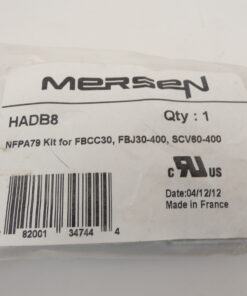 MERSEN
HADB8
Qty : 1
NFPA79 Kit for FBCC30, FBJ30-400, SCV60-400
c RU US
Date:04/12/12
Made in France
82001 34744 4